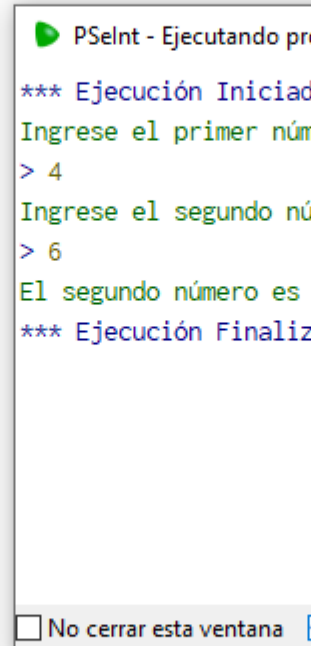 PSeInt - Ejecutando pr
*** Ejecución Iniciad
Ingrese el primer núm
> 4
Ingrese el segundo nú
> 6
El segundo número es
*** Ejecución Finaliz
No cerrar esta ventana